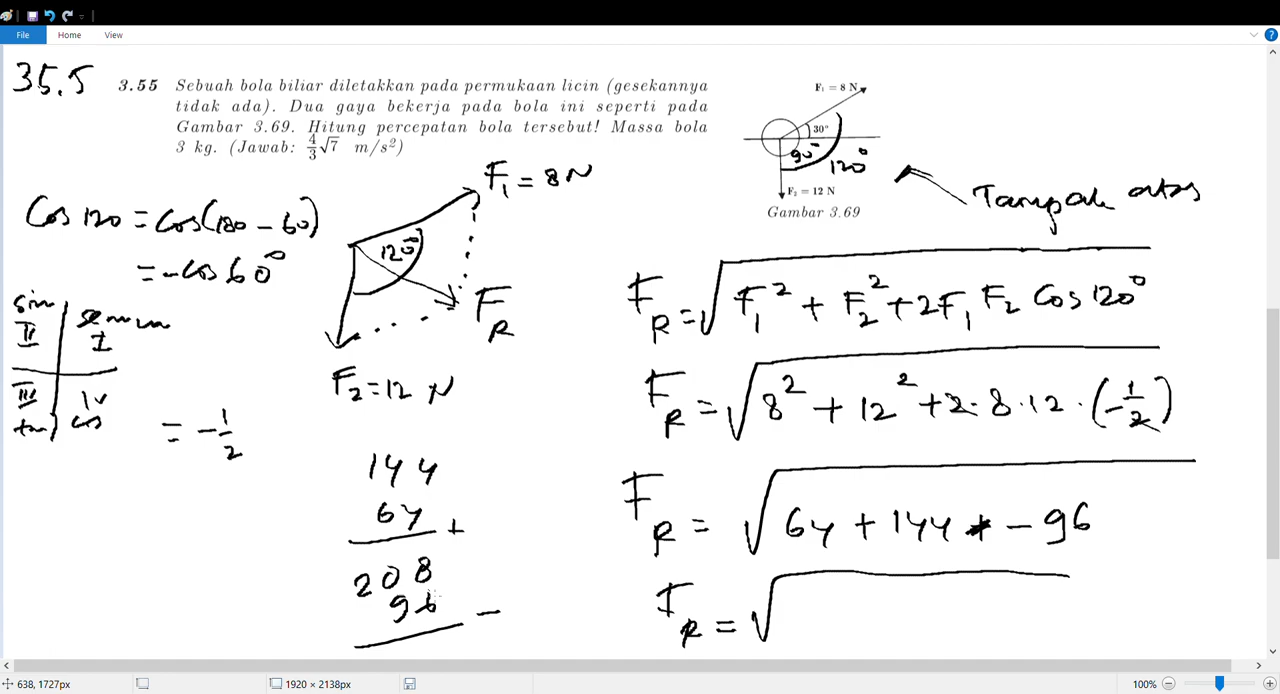 File Home View
35.5
3.55 Sebuah bola biliar diletakkan pada permukaan licin (gesekannya
tidak ada). Dua gaya bekerja pada bola ini seperti pada
Gambar 3.69. Hitung percepatan bola tersebut! Massa bola
3 kg. (Jawab: 4/3√7 m/s²)
F₁ = 8 N
30°
90°
120°
F₂ = 12 N
Gambar 3.69
Tampak atas
Cos 120 = Cos(180 - 60)
= -Cos 60°
sin II
semua I
III tan
IV cos
= -1/2
F₁ = 8 N
120°
F_R
F₂ = 12 N
144
64 +
208
96 -
F_R = √(F₁² + F₂² + 2F₁ F₂ Cos 120°)
F_R = √(8² + 12² + 2·8·12·(-1/2))
F_R = √(64 + 144 - 96)
F_R = √
638, 1727px
1920 × 2138px
100%